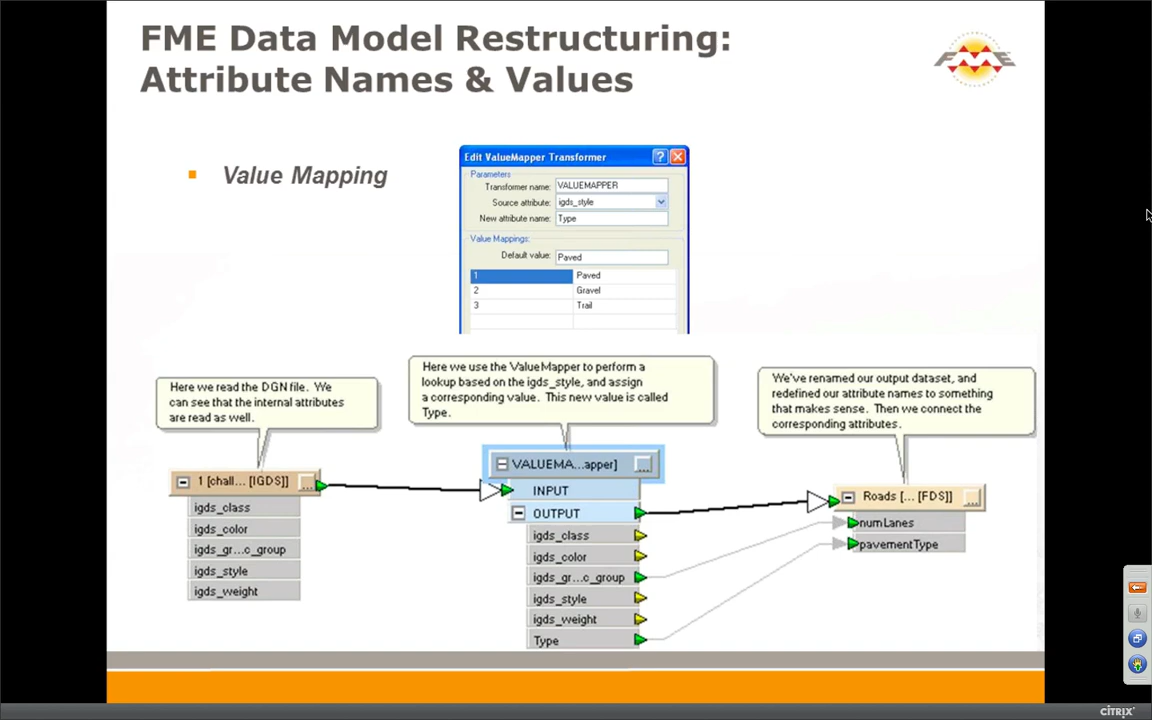 FME Data Model Restructuring:
Attribute Names & Values
FME
Value Mapping
Edit ValueMapper Transformer
Parameters
Transformer name: VALUEMAPPER
Source attribute: igds_style
New attribute name: Type
Value Mappings:
Default value: Paved
1 Paved
2 Gravel
3 Trail
Here we read the DGN file. We
can see that the internal attributes
are read as well.
Here we use the ValueMapper to perform a
lookup based on the igds_style, and assign
a corresponding value. This new value is called
Type.
We've renamed our output dataset, and
redefined our attribute names to something
that makes sense. Then we connect the
corresponding attributes.
1 [chall... [IGDS]] ...
igds_class
igds_color
igds_gr...c_group
igds_style
igds_weight
VALUEMA...apper] ...
INPUT
OUTPUT
igds_class
igds_color
igds_gr...c_group
igds_style
igds_weight
Type
Roads [... [FDS]] ...
numLanes
pavementType
CITRIX